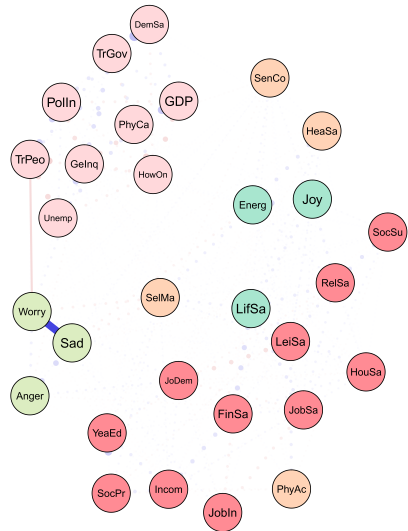 DemSa
TrGov
SenCo
PolIn
GDP
PhyCa
HeaSa
TrPeo
GeInq
HowOn
Energ
Joy
Unemp
SocSu
RelSa
SelMa
LifSa
Worry
Sad
LeiSa
HouSa
JoDem
Anger
FinSa
JobSa
YeaEd
SocPr
Incom
PhyAc
JobIn